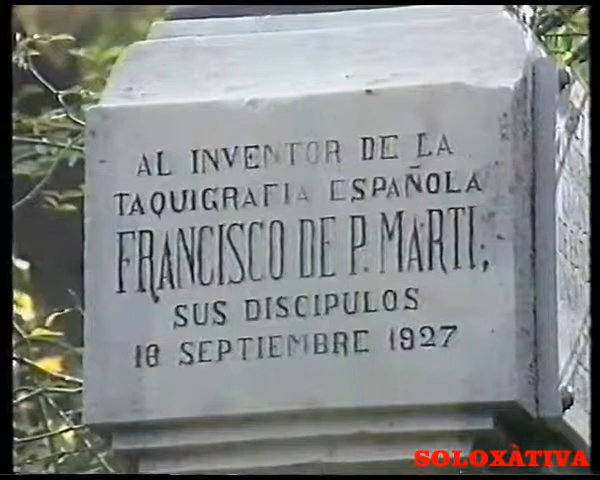 AL INVENTOR DE LA
TAQUIGRAFIA ESPAÑOLA
FRANCISCO DE P. MARTI;
SUS DISCIPULOS
18 SEPTIEMBRE 1927
SOLOXÀTIVA